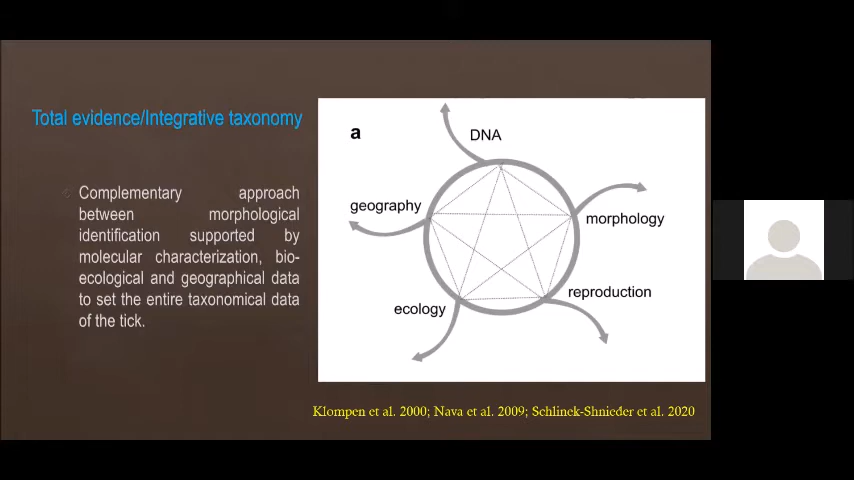 Total evidence/Integrative taxonomy
Complementary approach
between morphological
identification supported by
molecular characterization, bio-
ecological and geographical data
to set the entire taxonomical data
of the tick.
a
DNA
geography
morphology
reproduction
ecology
Klompen et al. 2000; Nava et al. 2009; Schlinek-Shnieder et al. 2020